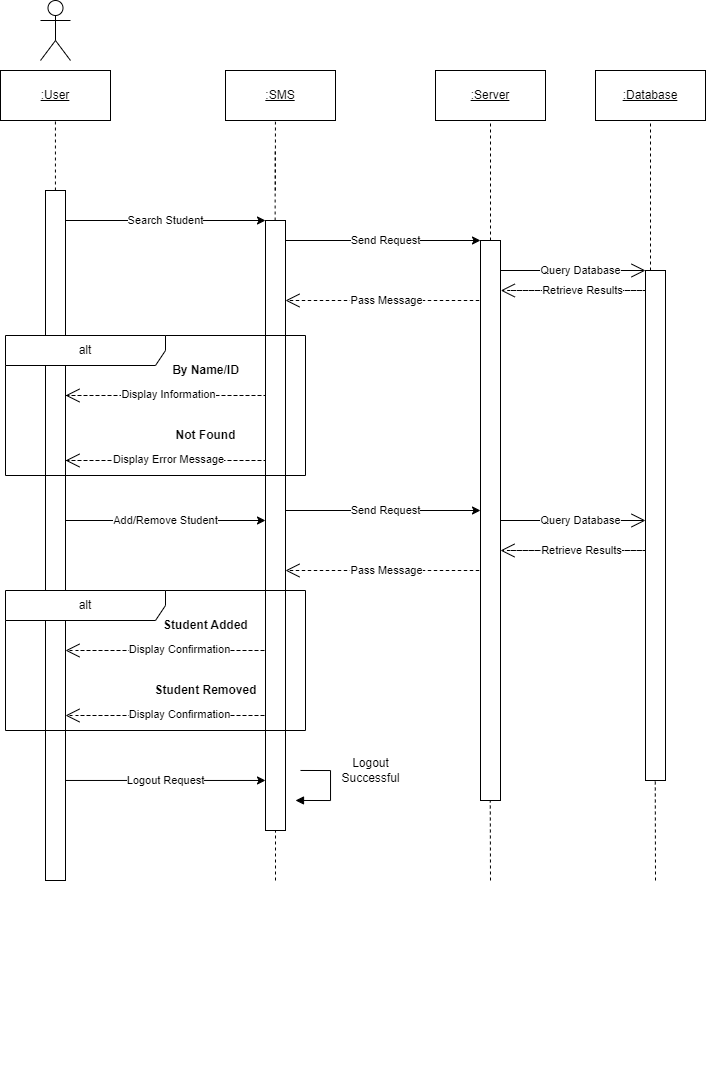 :User
:SMS
:Server
:Database
Search Student
Send Request
Query Database
Retrieve Results
Pass Message
alt
By Name/ID
Display Information
Not Found
Display Error Message
Send Request
Add/Remove Student
Query Database
Retrieve Results
Pass Message
alt
Student Added
Display Confirmation
Student Removed
Display Confirmation
Logout
Successful
Logout Request